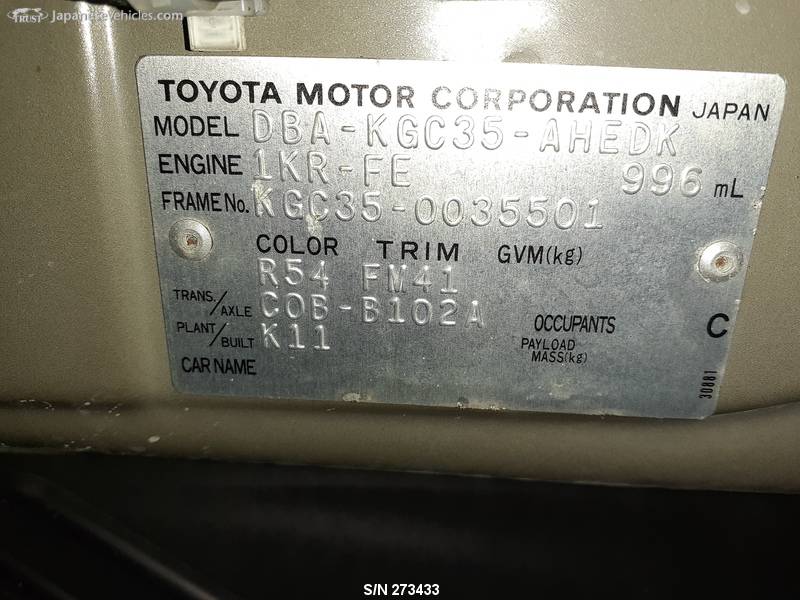 TRUST JapaneseVehicles.com
TOYOTA MOTOR CORPORATION JAPAN
MODEL DBA-KGC35-AHEDK
ENGINE 1KR-FE 996 mL
FRAME No. KGC35-0035501
COLOR TRIM GVM(kg)
R54 FM41
TRANS./AXLE C0B-B102A OCCUPANTS C
PLANT/BUILT K11 PAYLOAD MASS(kg)
CAR NAME
30881
S/N 273433